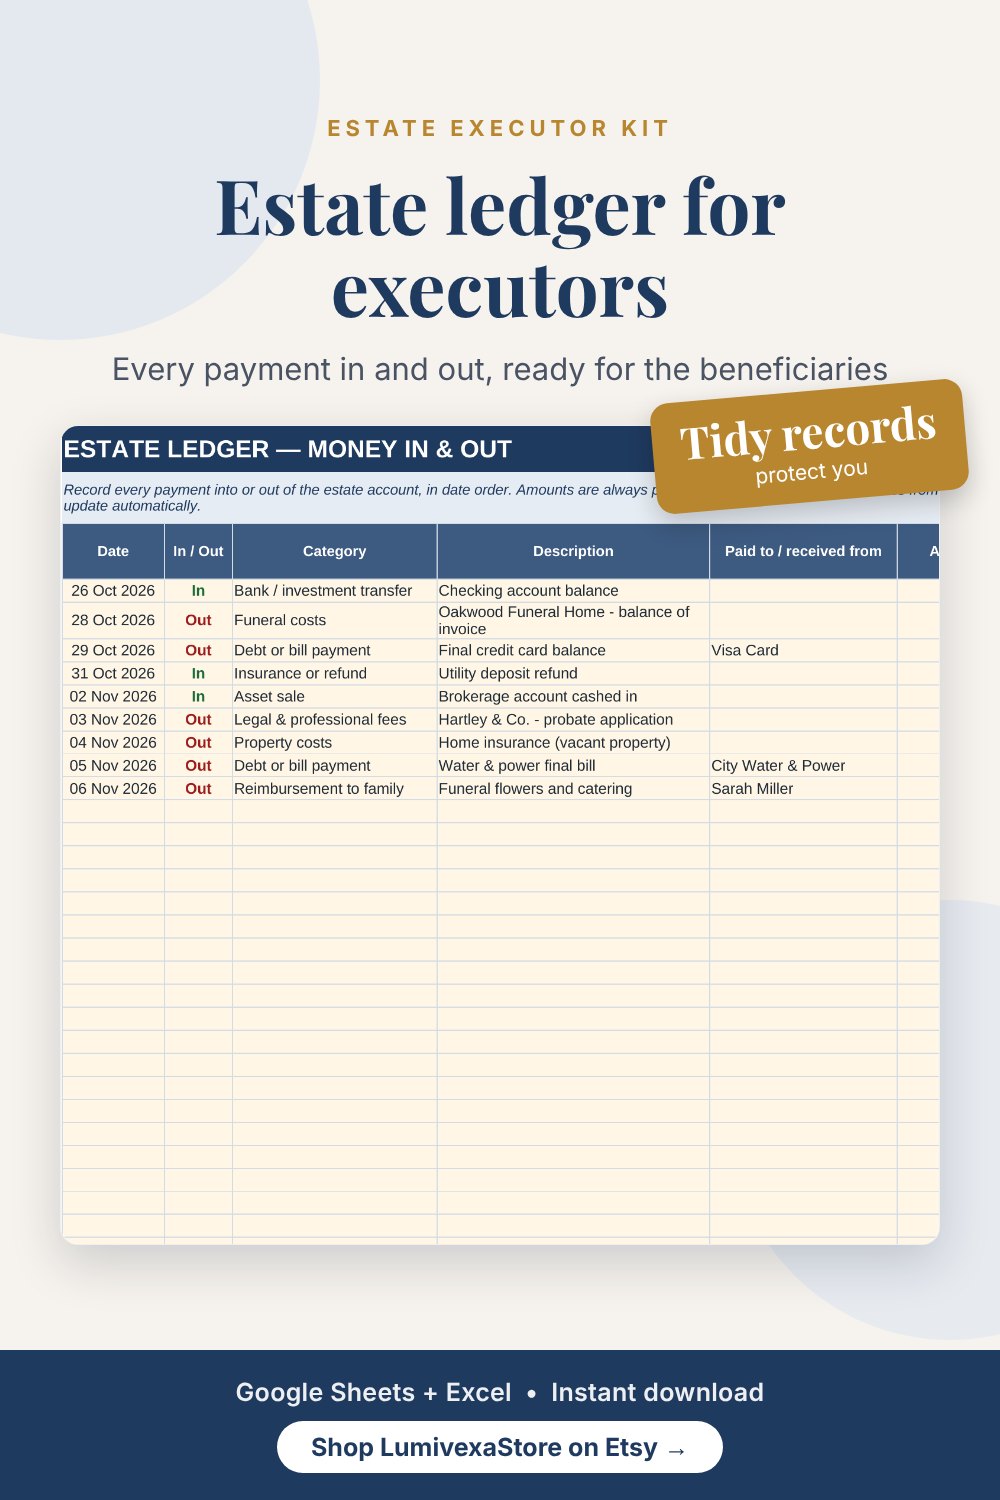 ESTATE EXECUTOR KIT
Estate ledger for
executors
Every payment in and out, ready for the beneficiaries
Tidy records
protect you
ESTATE LEDGER — MONEY IN & OUT
Record every payment into or out of the estate account, in date order. Amounts are always
update automatically.
Date In / Out Category Description Paid to / received from
26 Oct 2026 In Bank / investment transfer Checking account balance
28 Oct 2026 Out Funeral costs Oakwood Funeral Home - balance of
invoice
29 Oct 2026 Out Debt or bill payment Final credit card balance Visa Card
31 Oct 2026 In Insurance or refund Utility deposit refund
02 Nov 2026 In Asset sale Brokerage account cashed in
03 Nov 2026 Out Legal & professional fees Hartley & Co. - probate application
04 Nov 2026 Out Property costs Home insurance (vacant property)
05 Nov 2026 Out Debt or bill payment Water & power final bill City Water & Power
06 Nov 2026 Out Reimbursement to family Funeral flowers and catering Sarah Miller
Google Sheets + Excel • Instant download
Shop LumivexaStore on Etsy →